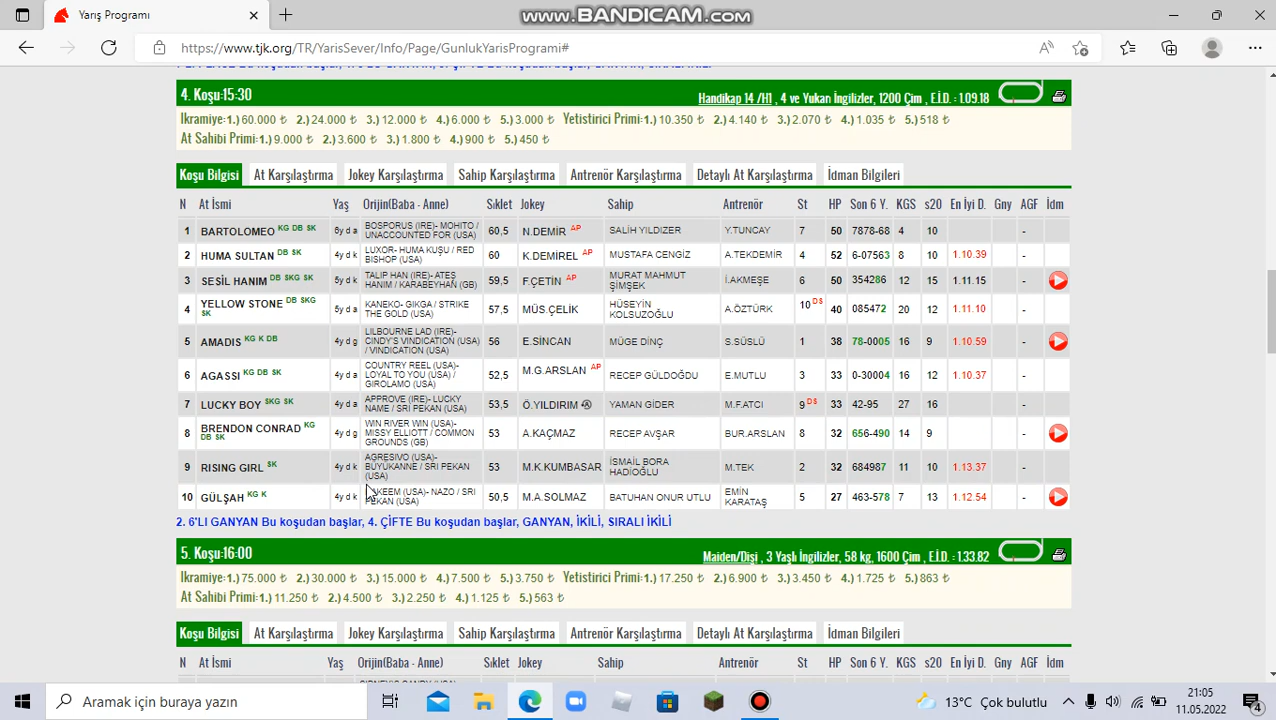 www.BANDICAM.com
Yarış Programı
https://www.tjk.org/TR/YarisSever/Info/Page/GunlukYarisProgrami#
4. Koşu:15:30 Handikap 14 /H1 , 4 ve Yukarı İngilizler, 1200 Çim , E.İ.D. : 1.09.18
Ikramiye:1.) 60.000 ₺ 2.) 24.000 ₺ 3.) 12.000 ₺ 4.) 6.000 ₺ 5.) 3.000 ₺ Yetistirici Primi:1.) 10.350 ₺ 2.) 4.140 ₺ 3.) 2.070 ₺ 4.) 1.035 ₺ 5.) 518 ₺
At Sahibi Primi:1.) 9.000 ₺ 2.) 3.600 ₺ 3.) 1.800 ₺ 4.) 900 ₺ 5.) 450 ₺
Koşu Bilgisi At Karşılaştırma Jokey Karşılaştırma Sahip Karşılaştırma Antrenör Karşılaştırma Detaylı At Karşılaştırma İdman Bilgileri
N At İsmi Yaş Orijin(Baba - Anne) Sıklet Jokey Sahip Antrenör St HP Son 6 Y. KGS s20 En İyi D. Gny AGF İdm
1 BARTOLOMEO KG DB SK 6y d a BOSPORUS (IRE)- MOHITO / UNACCOUNTED FOR (USA) 60,5 N.DEMİR AP SALİH YILDIZER Y.TUNCAY 7 50 7878-68 4 10 -
2 HUMA SULTAN DB SK 4y d k LUXOR- HUMA KUŞU / RED BISHOP (USA) 60 K.DEMİREL AP MUSTAFA CENGİZ A.TEKDEMİR 4 52 6-07563 8 10 1.10.39 -
3 SESİL HANIM DB SKG SK 5y d k TALIP HAN (IRE)- ATEŞ HANIM / KARABEYHAN (GB) 59,5 F.ÇETİN AP MURAT MAHMUT ŞİMŞEK İ.AKMEŞE 6 50 354286 12 15 1.11.15 -
4 YELLOW STONE DB SKG SK 5y d a KANEKO- GIKGA / STRIKE THE GOLD (USA) 57,5 MÜS.ÇELİK HÜSEYİN KOLSUZOĞLU A.ÖZTÜRK 10 DS 40 085472 20 12 1.11.10 -
5 AMADIS KG K DB 4y d g LILBOURNE LAD (IRE)- CINDY'S VINDICATION (USA) / VINDICATION (USA) 56 E.SİNCAN MÜGE DİNÇ S.SÜSLÜ 1 38 78-0005 16 9 1.10.59 -
6 AGASSI KG DB SK 4y d a COUNTRY REEL (USA)- LOYAL TO YOU (USA) / GIROLAMO (USA) 52,5 M.G.ARSLAN AP RECEP GÜLDOĞDU E.MUTLU 3 33 0-30004 16 12 1.10.37 -
7 LUCKY BOY SKG SK 4y d a APPROVE (IRE)- LUCKY NAME / SRI PEKAN (USA) 53,5 Ö.YILDIRIM YAMAN GİDER M.F.ATCI 9 DS 33 42-95 27 16 -
8 BRENDON CONRAD KG DB SK 4y d g WIN RIVER WIN (USA)- MISSY ELLIOTT / COMMON GROUNDS (GB) 53 A.KAÇMAZ RECEP AVŞAR BUR.ARSLAN 8 32 656-490 14 9 -
9 RISING GIRL SK 4y d k AGRESIVO (USA)- BÜYÜKANNE / SRI PEKAN (USA) 53 M.K.KUMBASAR İSMAİL BORA HADİOĞLU M.TEK 2 32 684987 11 10 1.13.37 -
10 GÜLŞAH KG K 4y d k (USA)- NAZO / SRI PEKAN (USA) 50,5 M.A.SOLMAZ BATUHAN ONUR UTLU EMİN KARATAŞ 5 27 463-578 7 13 1.12.54 -
2. 6'LI GANYAN Bu koşudan başlar, 4. ÇİFTE Bu koşudan başlar, GANYAN, İKİLİ, SIRALI İKİLİ
5. Koşu:16:00 Maiden/Dişi , 3 Yaşlı İngilizler, 58 kg, 1600 Çim , E.İ.D. : 1.33.82
Ikramiye:1.) 75.000 ₺ 2.) 30.000 ₺ 3.) 15.000 ₺ 4.) 7.500 ₺ 5.) 3.750 ₺ Yetistirici Primi:1.) 17.250 ₺ 2.) 6.900 ₺ 3.) 3.450 ₺ 4.) 1.725 ₺ 5.) 863 ₺
At Sahibi Primi:1.) 11.250 ₺ 2.) 4.500 ₺ 3.) 2.250 ₺ 4.) 1.125 ₺ 5.) 563 ₺
Koşu Bilgisi At Karşılaştırma Jokey Karşılaştırma Sahip Karşılaştırma Antrenör Karşılaştırma Detaylı At Karşılaştırma İdman Bilgileri
N At İsmi Yaş Orijin(Baba - Anne) Sıklet Jokey Sahip Antrenör St HP Son 6 Y. KGS s20 En İyi D. Gny AGF İdm
Aramak için buraya yazın
13°C Çok bulutlu
21:05
11.05.2022
4